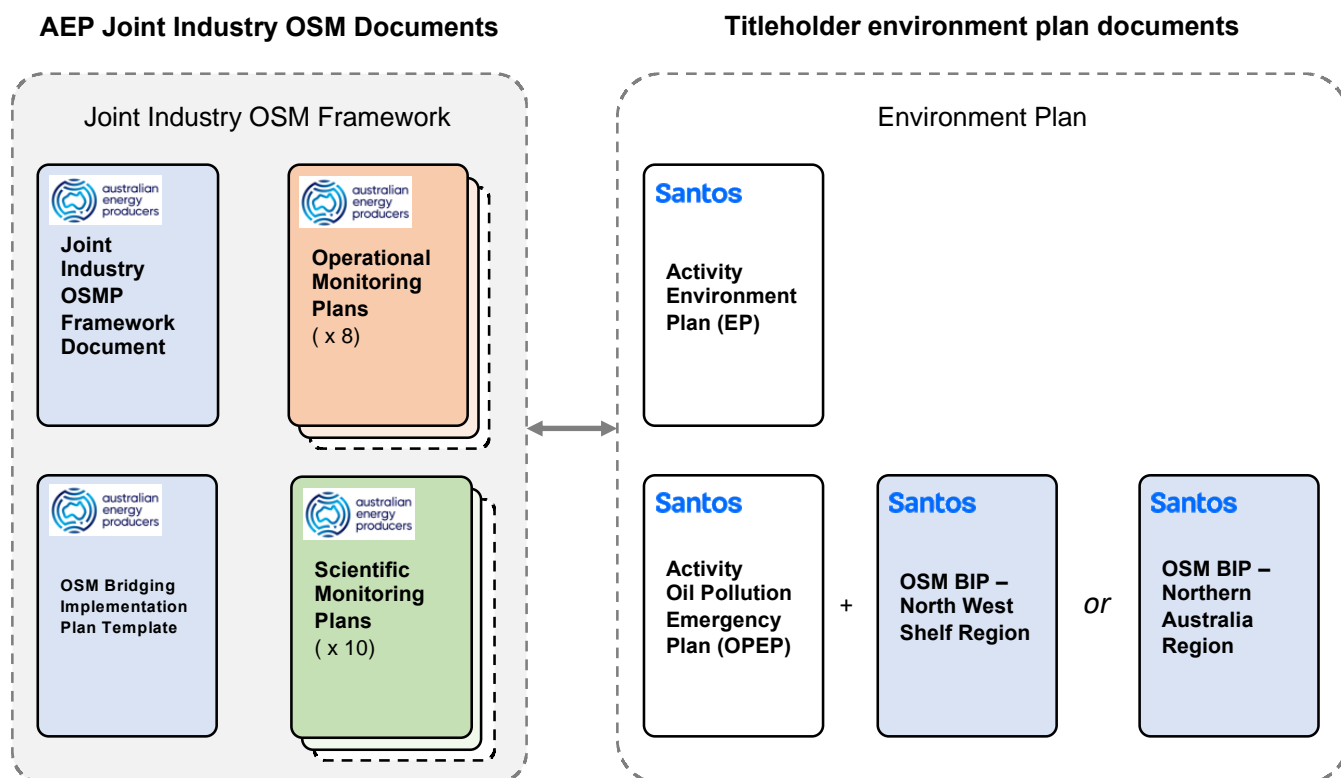 AEP Joint Industry OSM Documents
Titleholder environment plan documents
Joint Industry OSM Framework
australian
energy
producers
Joint
Industry
OSMP
Framework
Document
australian
energy
producers
Operational
Monitoring
Plans
( x 8)
australian
energy
producers
OSM Bridging
Implementation
Plan Template
australian
energy
producers
Scientific
Monitoring
Plans
( x 10)
Environment Plan
Santos
Activity
Environment
Plan (EP)
Santos
Activity
Oil Pollution
Emergency
Plan (OPEP)
+
Santos
OSM BIP –
North West
Shelf Region
or
Santos
OSM BIP –
Northern
Australia
Region